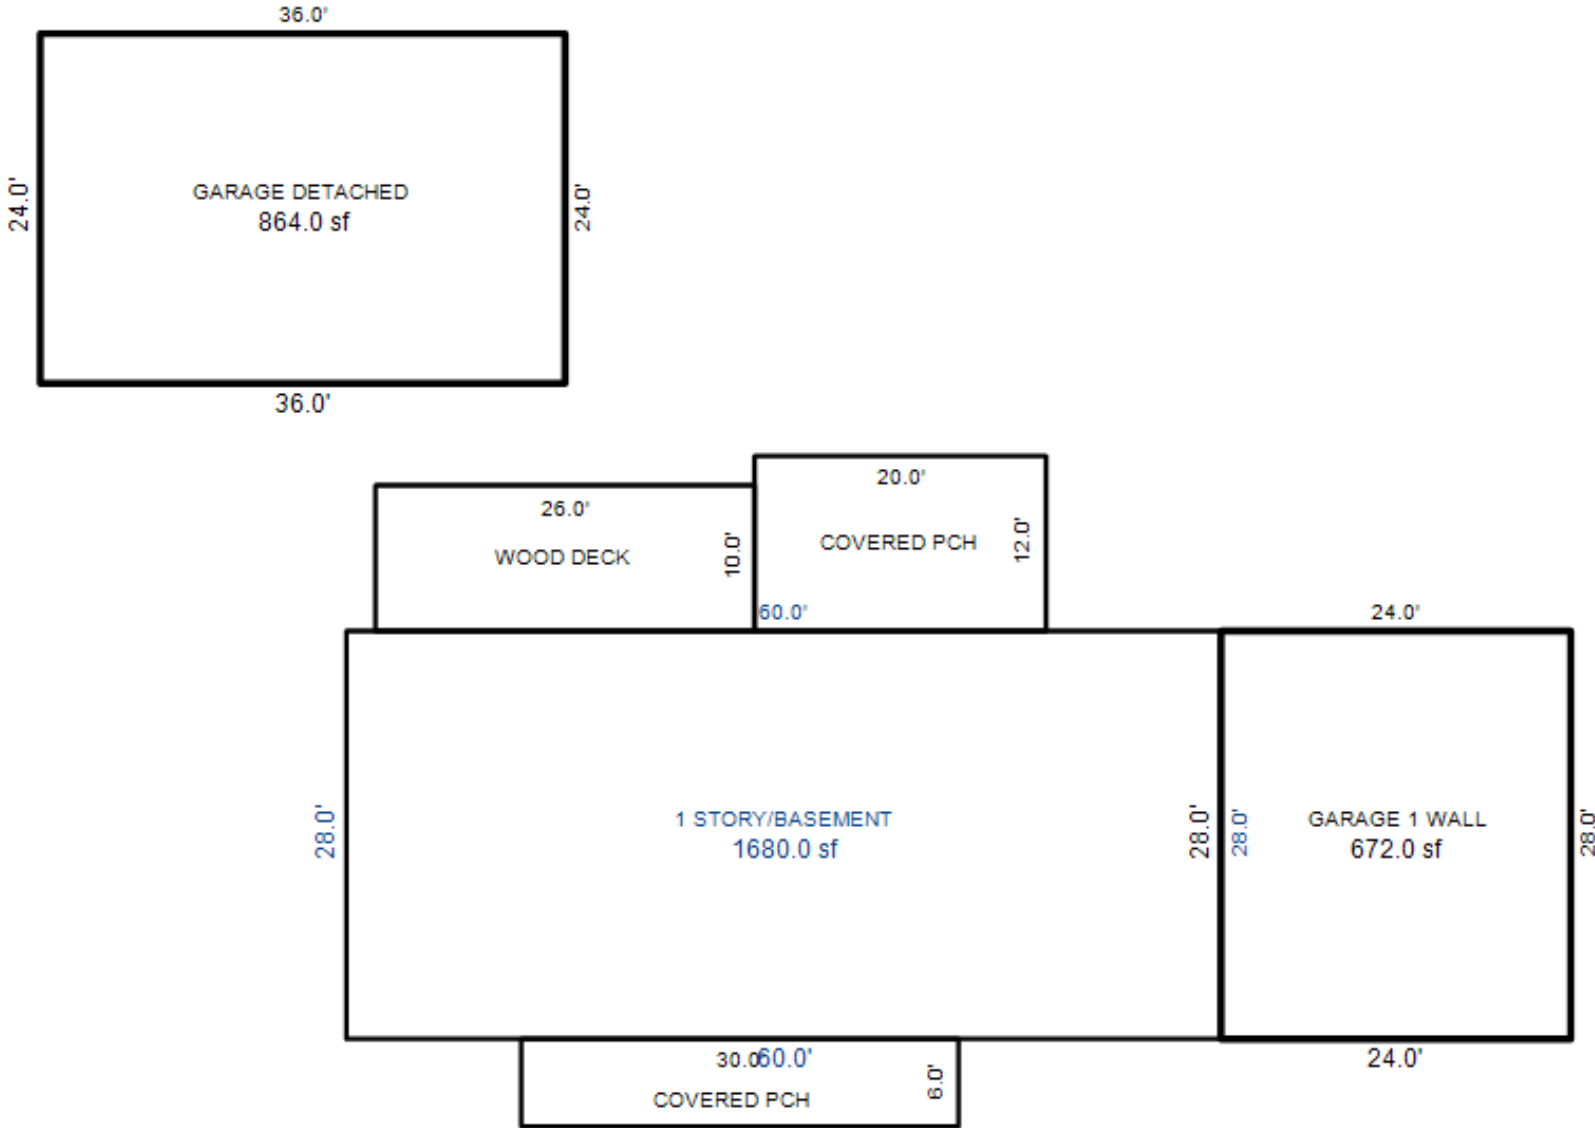 36.0'
24.0'
GARAGE DETACHED
864.0 sf
24.0'
36.0'
20.0'
26.0'
COVERED PCH
12.0'
WOOD DECK
10.0'
60.0'
24.0'
28.0'
1 STORY/BASEMENT
1680.0 sf
28.0'
28.0'
GARAGE 1 WALL
672.0 sf
28.0'
30.0'
60.0'
24.0'
6.0'
COVERED PCH